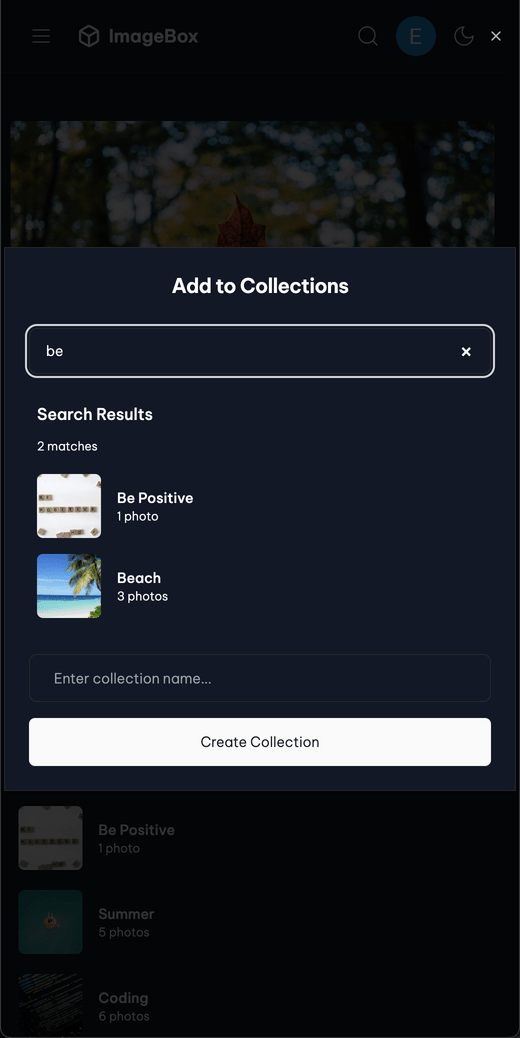 ImageBox
E
Add to Collections
be
Search Results
2 matches
Be Positive
1 photo
Beach
3 photos
Enter collection name...
Create Collection
Be Positive
1 photo
Summer
5 photos
Coding
6 photos